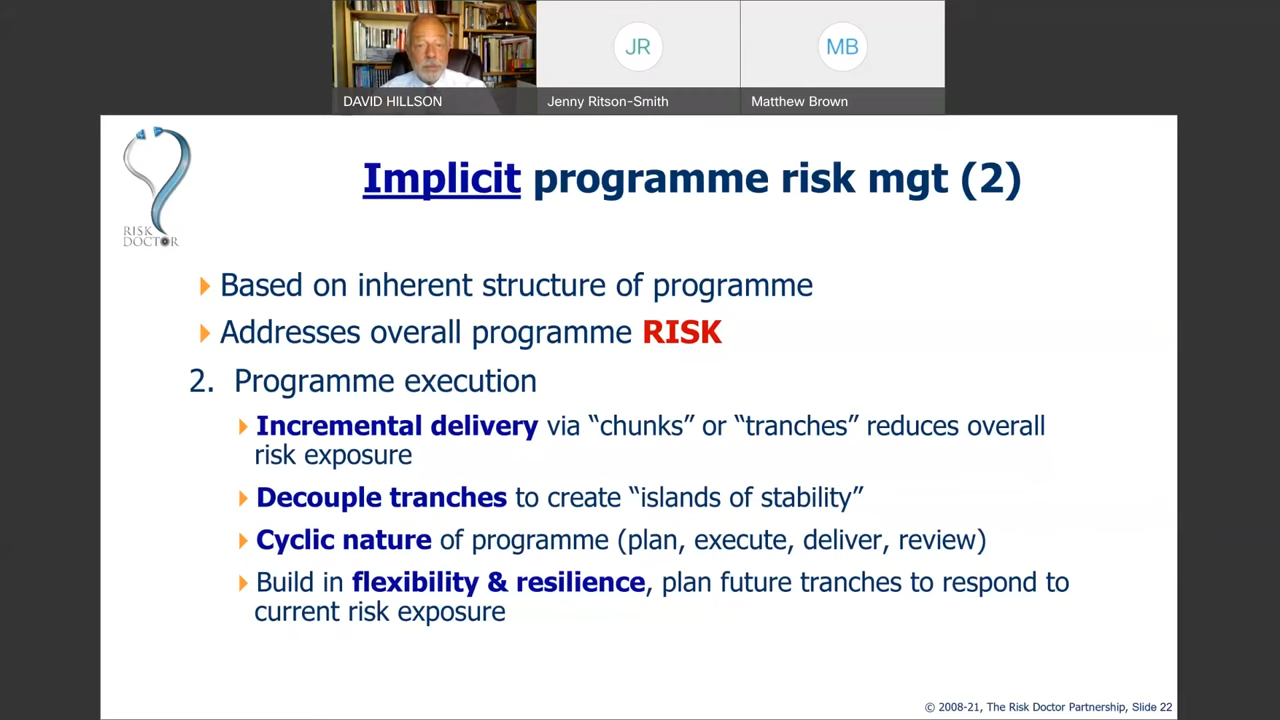 JR
MB
DAVID HILLSON
Jenny Ritson-Smith
Matthew Brown
RISK
DOCTOR
Implicit programme risk mgt (2)
Based on inherent structure of programme
Addresses overall programme RISK
2. Programme execution
Incremental delivery via “chunks” or “tranches” reduces overall
risk exposure
Decouple tranches to create “islands of stability”
Cyclic nature of programme (plan, execute, deliver, review)
Build in flexibility & resilience, plan future tranches to respond to
current risk exposure
© 2008-21, The Risk Doctor Partnership, Slide 22